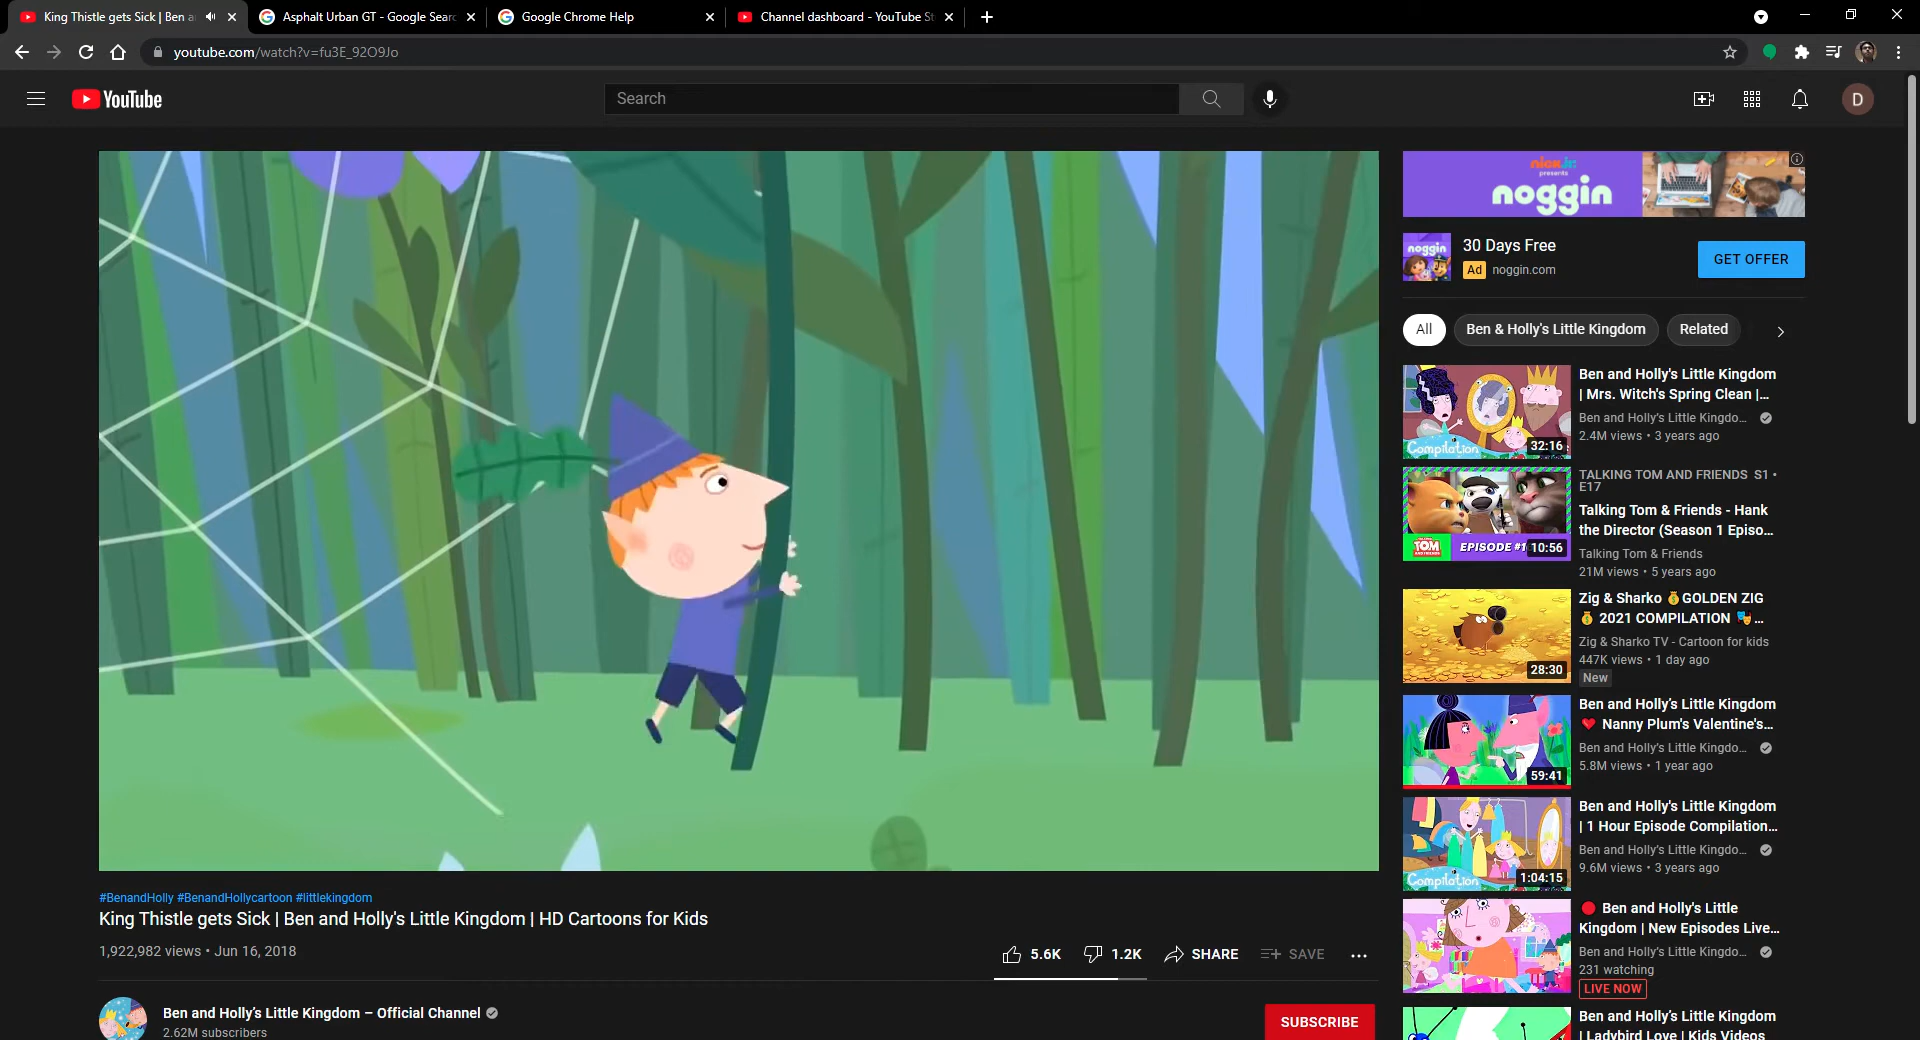 King Thistle gets Sick | Ben a
Asphalt Urban GT - Google Searc
Google Chrome Help
Channel dashboard - YouTube St
youtube.com/watch?v=fu3E_92O9Jo
YouTube
Search
D
nick jr.
presents
noggin
noggin
30 Days Free
Ad noggin.com
GET OFFER
All
Ben & Holly's Little Kingdom
Related
Compilation
32:16
Ben and Holly's Little Kingdom
| Mrs. Witch's Spring Clean |...
Ben and Holly's Little Kingdo...
2.4M views • 3 years ago
TOM
EPISODE #1
10:56
TALKING TOM AND FRIENDS S1 •
E17
Talking Tom & Friends - Hank
the Director (Season 1 Episo...
Talking Tom & Friends
21M views • 5 years ago
28:30
Zig & Sharko 💰GOLDEN ZIG
💰 2021 COMPILATION 🎭...
Zig & Sharko TV - Cartoon for kids
447K views • 1 day ago
New
59:41
Ben and Holly's Little Kingdom
❤️ Nanny Plum's Valentine's...
Ben and Holly's Little Kingdo...
5.8M views • 1 year ago
Compilation
1:04:15
Ben and Holly's Little Kingdom
| 1 Hour Episode Compilation...
Ben and Holly's Little Kingdo...
9.6M views • 3 years ago
🔴 Ben and Holly's Little
Kingdom | New Episodes Live...
Ben and Holly's Little Kingdo...
231 watching
LIVE NOW
Ben and Holly's Little Kingdom
| Ladybird Love | Kids Videos
#BenandHolly #BenandHollycartoon #littlekingdom
King Thistle gets Sick | Ben and Holly's Little Kingdom | HD Cartoons for Kids
1,922,982 views • Jun 16, 2018
5.6K
1.2K
SHARE
SAVE
Ben and Holly's Little Kingdom – Official Channel
2.62M subscribers
SUBSCRIBE